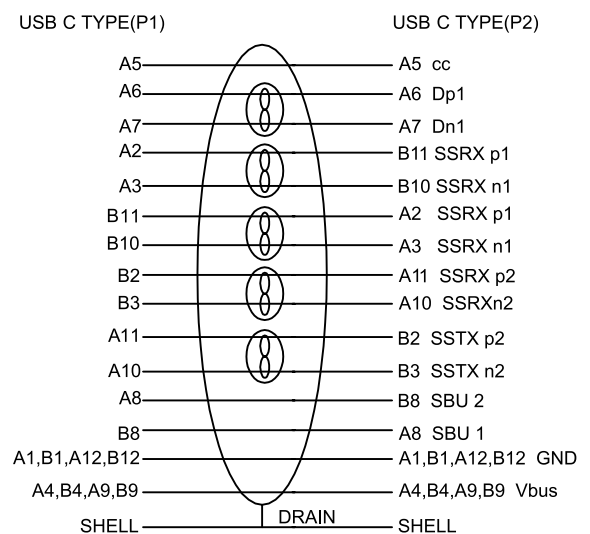 USB C TYPE(P1) USB C TYPE(P2)
A5 A5 cc
A6 A6 Dp1
A7 A7 Dn1
A2 B11 SSRX p1
A3 B10 SSRX n1
B11 A2 SSRX p1
B10 A3 SSRX n1
B2 A11 SSRX p2
B3 A10 SSRXn2
A11 B2 SSTX p2
A10 B3 SSTX n2
A8 B8 SBU 2
B8 A8 SBU 1
A1,B1,A12,B12 A1,B1,A12,B12 GND
A4,B4,A9,B9 A4,B4,A9,B9 Vbus
SHELL DRAIN SHELL